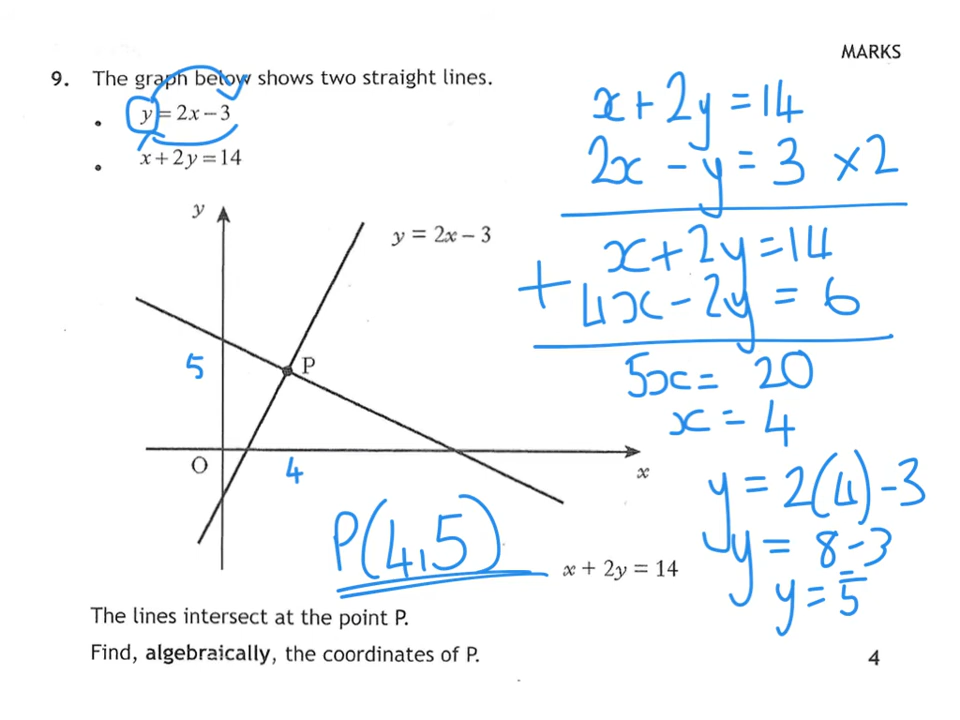 MARKS
9. The graph below shows two straight lines.
• y = 2x – 3
• x + 2y = 14
y
y = 2x – 3
5
P
O
4
x
P(4,5)
x + 2y = 14
The lines intersect at the point P.
Find, algebraically, the coordinates of P.
4
x + 2y = 14
2x - y = 3 ×2
x + 2y = 14
+ 4x - 2y = 6
5x = 20
x = 4
y = 2(4) - 3
y = 8 - 3
y = 5